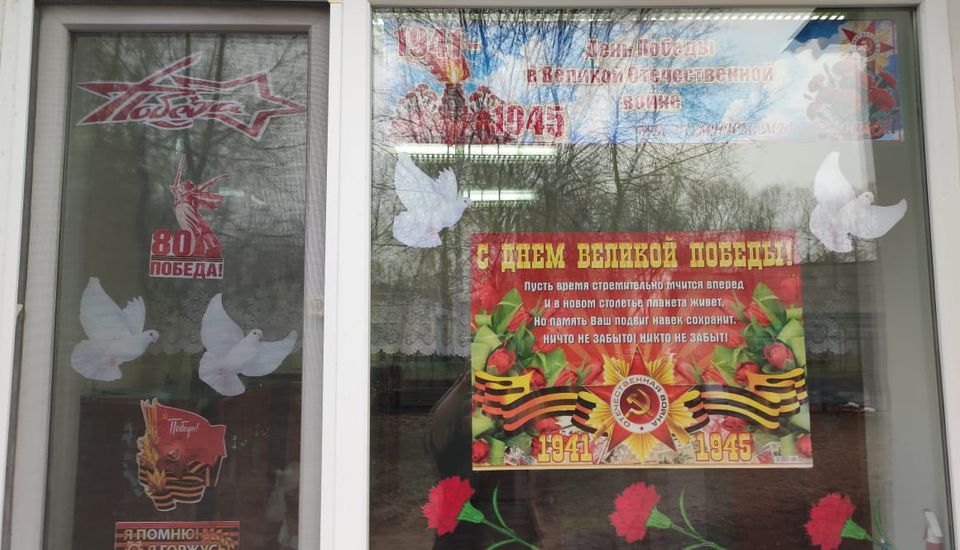 Победа
80
ПОБЕДА!
Победа!
Я ПОМНЮ!
Я ГОРЖУСЬ
1941-
1945
День Победы
в Великой Отечественной
войне
С ДНЕМ ВЕЛИКОЙ ПОБЕДЫ!
Пусть время стремительно мчится вперед
И в новом столетье планета живет,
Но память Ваш подвиг навек сохранит.
НИЧТО НЕ ЗАБЫТО! НИКТО НЕ ЗАБЫТ!
ОТЕЧЕСТВЕННАЯ ВОЙНА
1941 1945